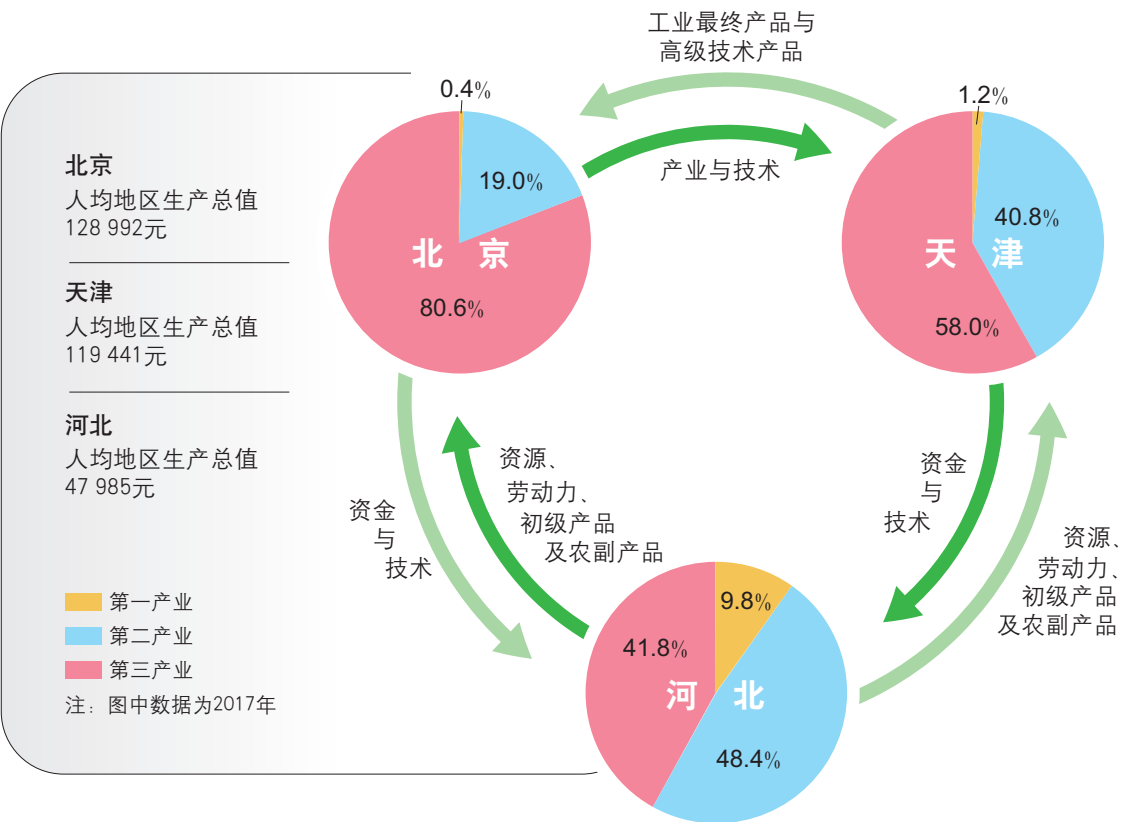 工业最终产品与
高级技术产品
产业与技术
北京
人均地区生产总值
128 992元
天津
人均地区生产总值
119 441元
河北
人均地区生产总值
47 985元
第一产业
第二产业
第三产业
注：图中数据为2017年
0.4%
19.0%
北 京
80.6%
1.2%
40.8%
天 津
58.0%
资金
与
技术
资源、
劳动力、
初级产品
及农副产品
资金
与
技术
资源、
劳动力、
初级产品
及农副产品
9.8%
41.8%
河 北
48.4%